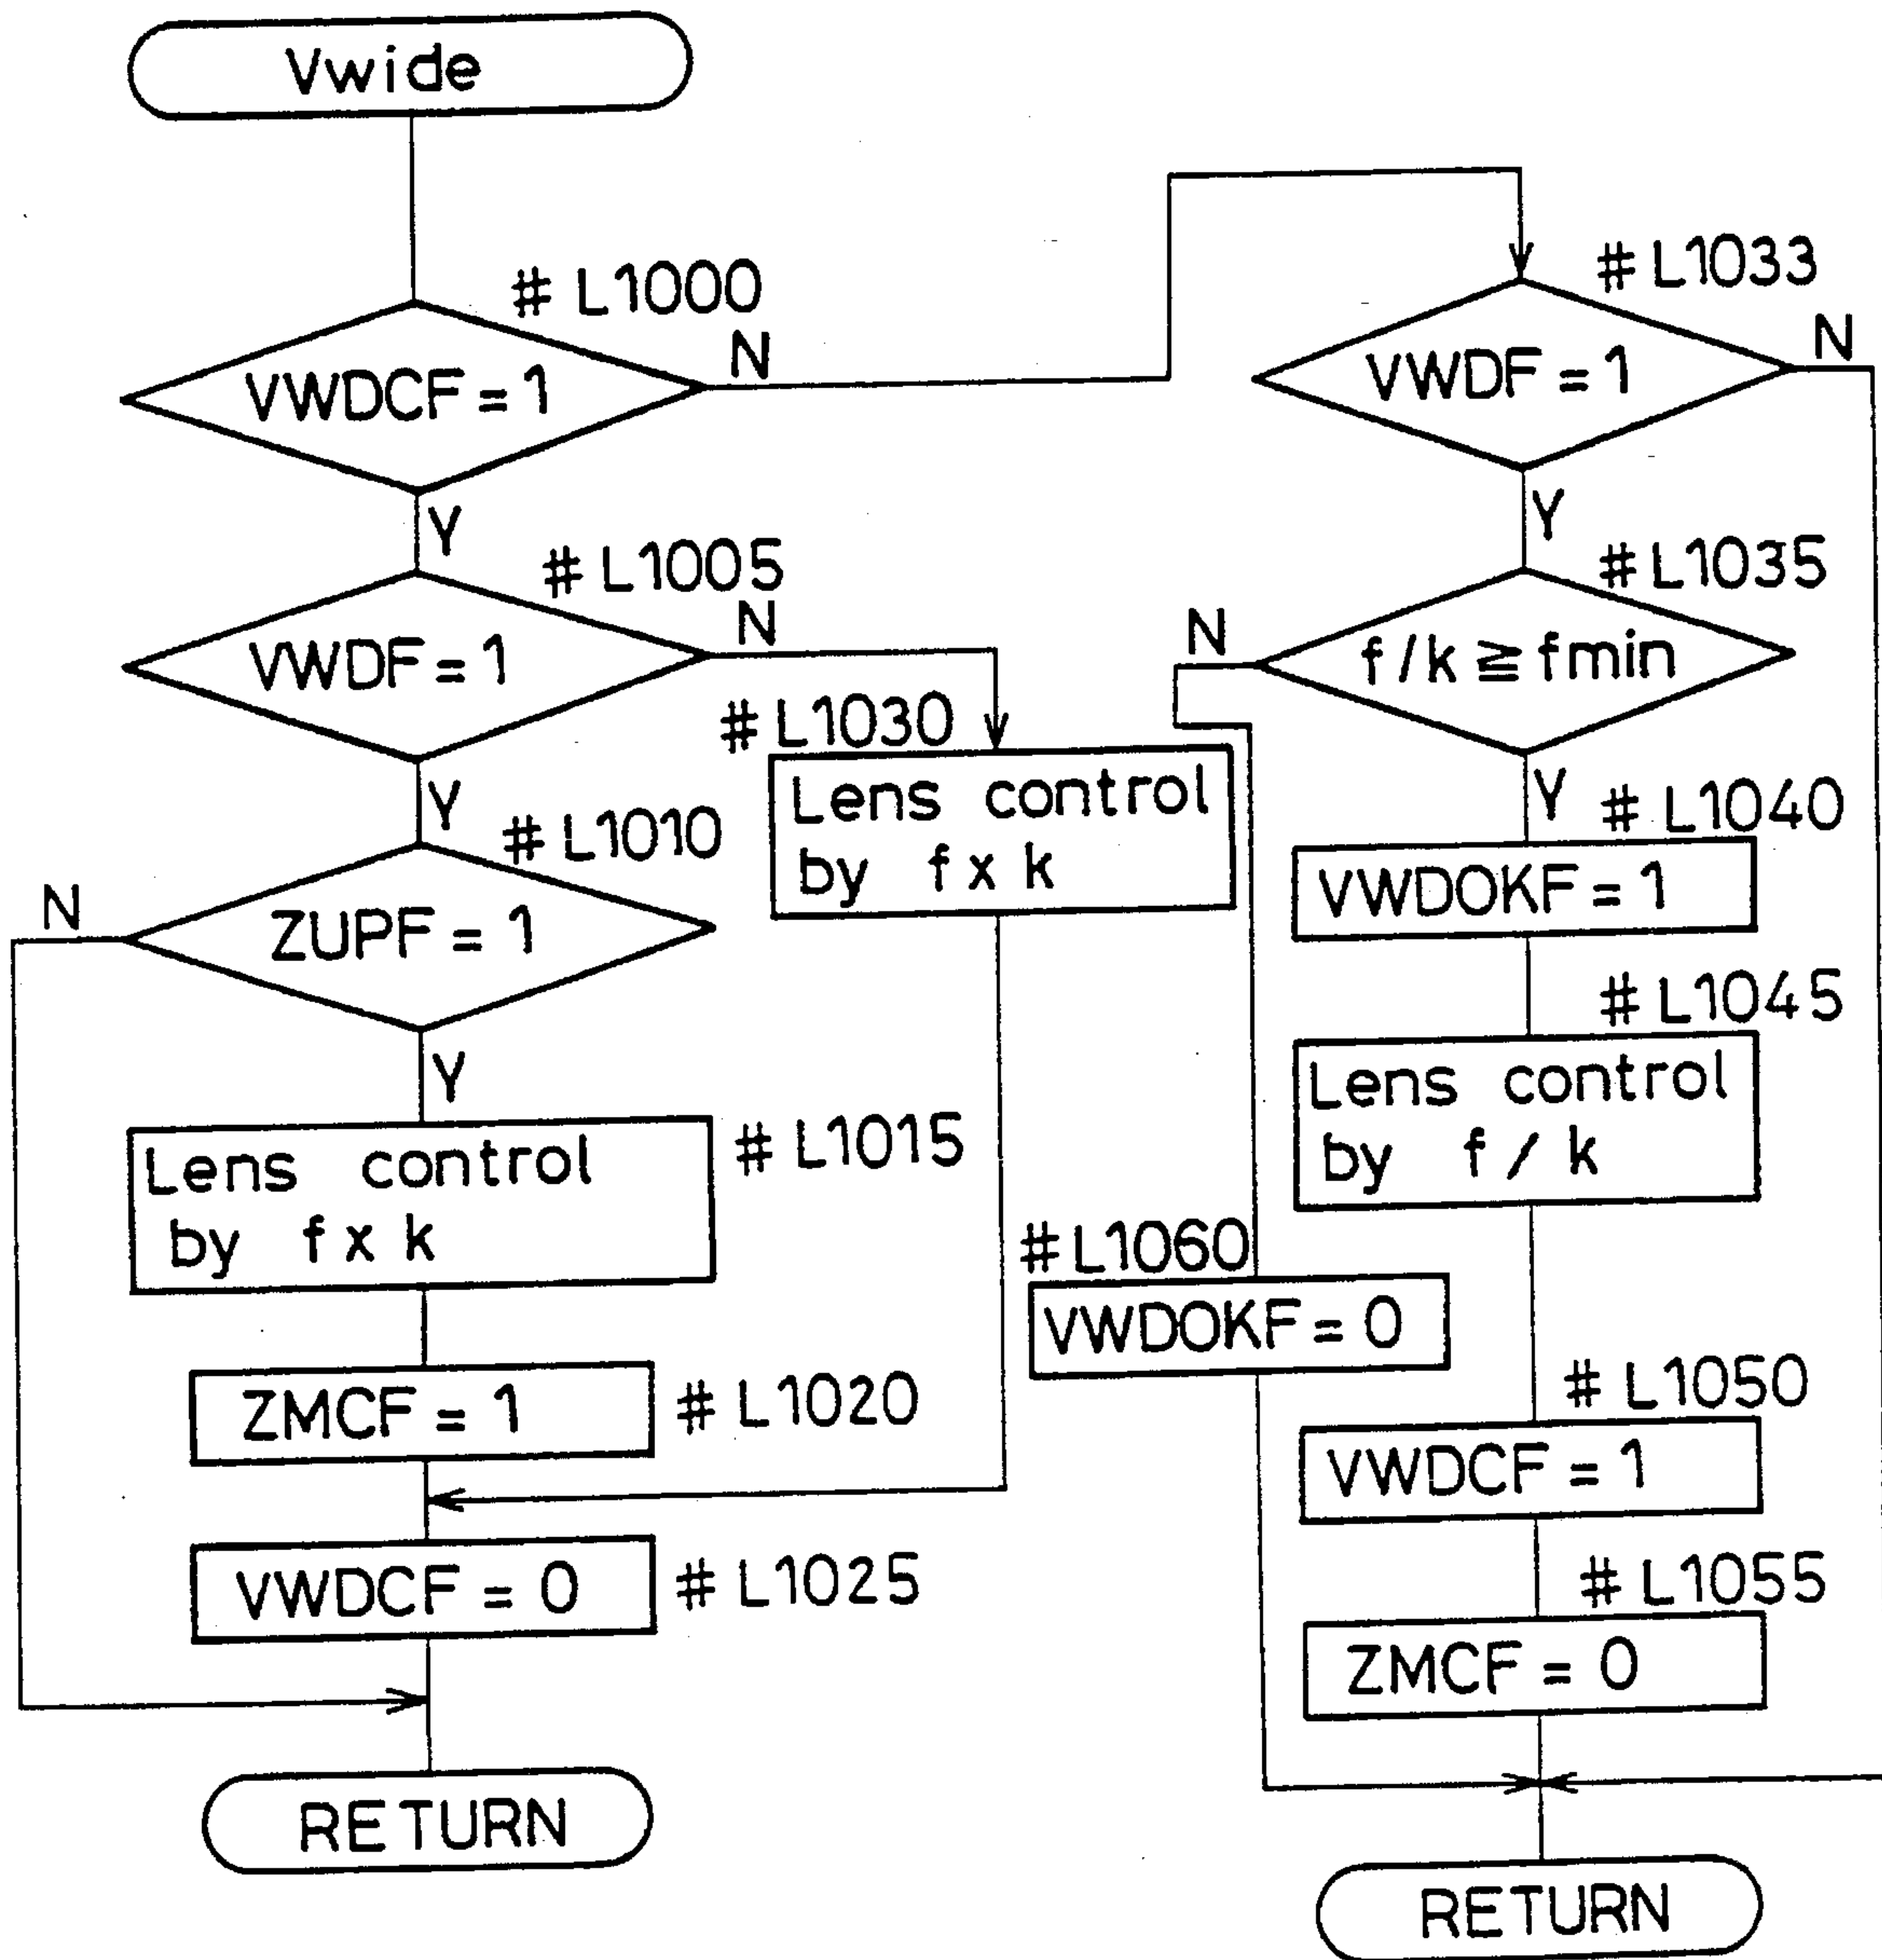 Vwide
# L1000
VWDCF = 1
N
Y
# L1005
VWDF = 1
N
Y
# L1010
ZUPF = 1
N
Y
Lens control
by f x k
# L1015
ZMCF = 1
# L1020
VWDCF = 0
# L1025
RETURN
# L1030
Lens control
by f x k
# L1033
VWDF = 1
N
Y
# L1035
f/k ≧ fmin
N
Y
# L1040
VWDOKF = 1
# L1045
Lens control
by f / k
# L1050
VWDCF = 1
# L1055
ZMCF = 0
# L1060
VWDOKF = 0
RETURN